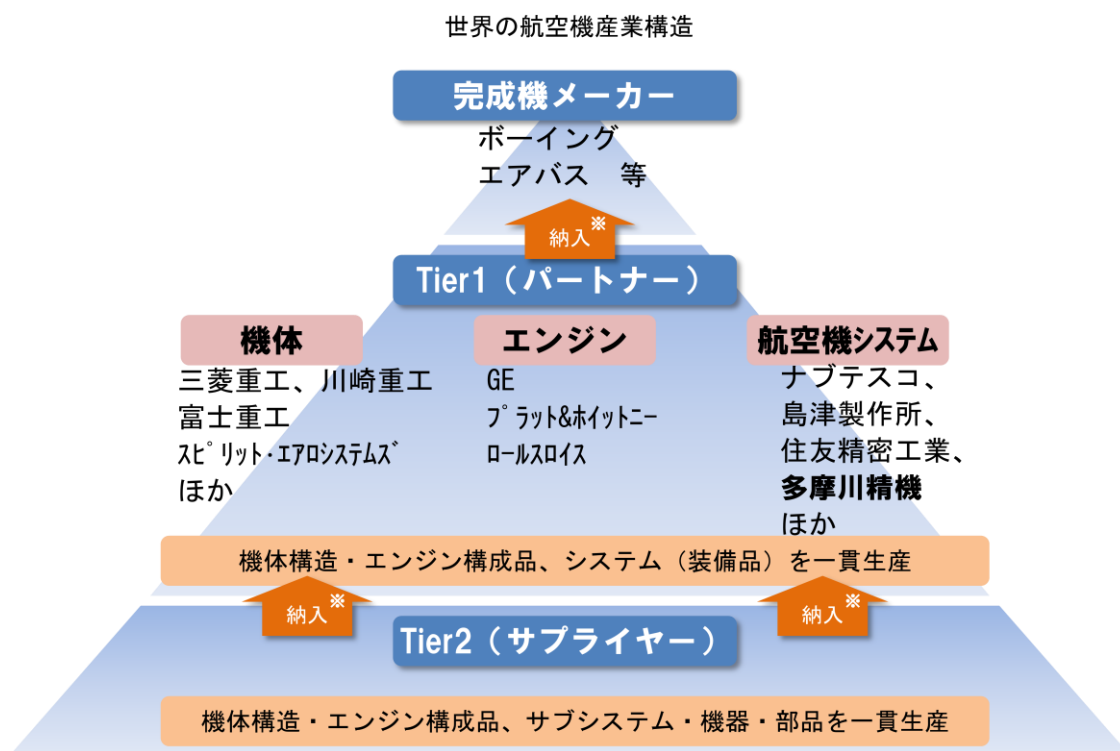 世界の航空機産業構造
完成機メーカー
ボーイング
エアバス　等
納入※
Tier1（パートナー）
機体
三菱重工、川崎重工
富士重工
ｽﾋﾟﾘｯﾄ･ｴｱﾛｼｽﾃﾑｽﾞ
ほか
エンジン
GE
ﾌﾟﾗｯﾄ&ﾎｲｯﾄﾆｰ
ﾛｰﾙｽﾛｲｽ
航空機ｼｽﾃﾑ
ナブテスコ、
島津製作所、
住友精密工業、
多摩川精機
ほか
機体構造・エンジン構成品、システム（装備品）を一貫生産
納入※
納入※
Tier2（サプライヤー）
機体構造・エンジン構成品、サブシステム・機器・部品を一貫生産